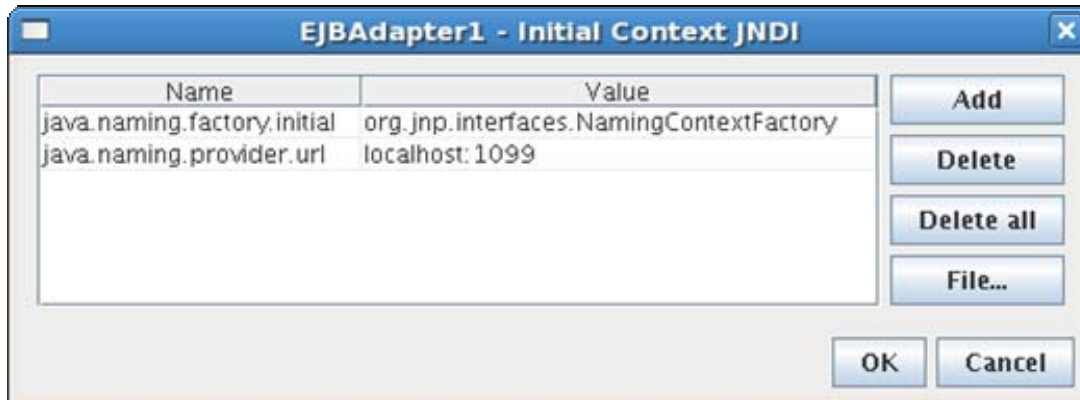 EJBAdapter1 - Initial Context JNDI
Name Value
java.naming.factory.initial org.jnp.interfaces.NamingContextFactory
java.naming.provider.url localhost:1099
Add
Delete
Delete all
File...
OK Cancel